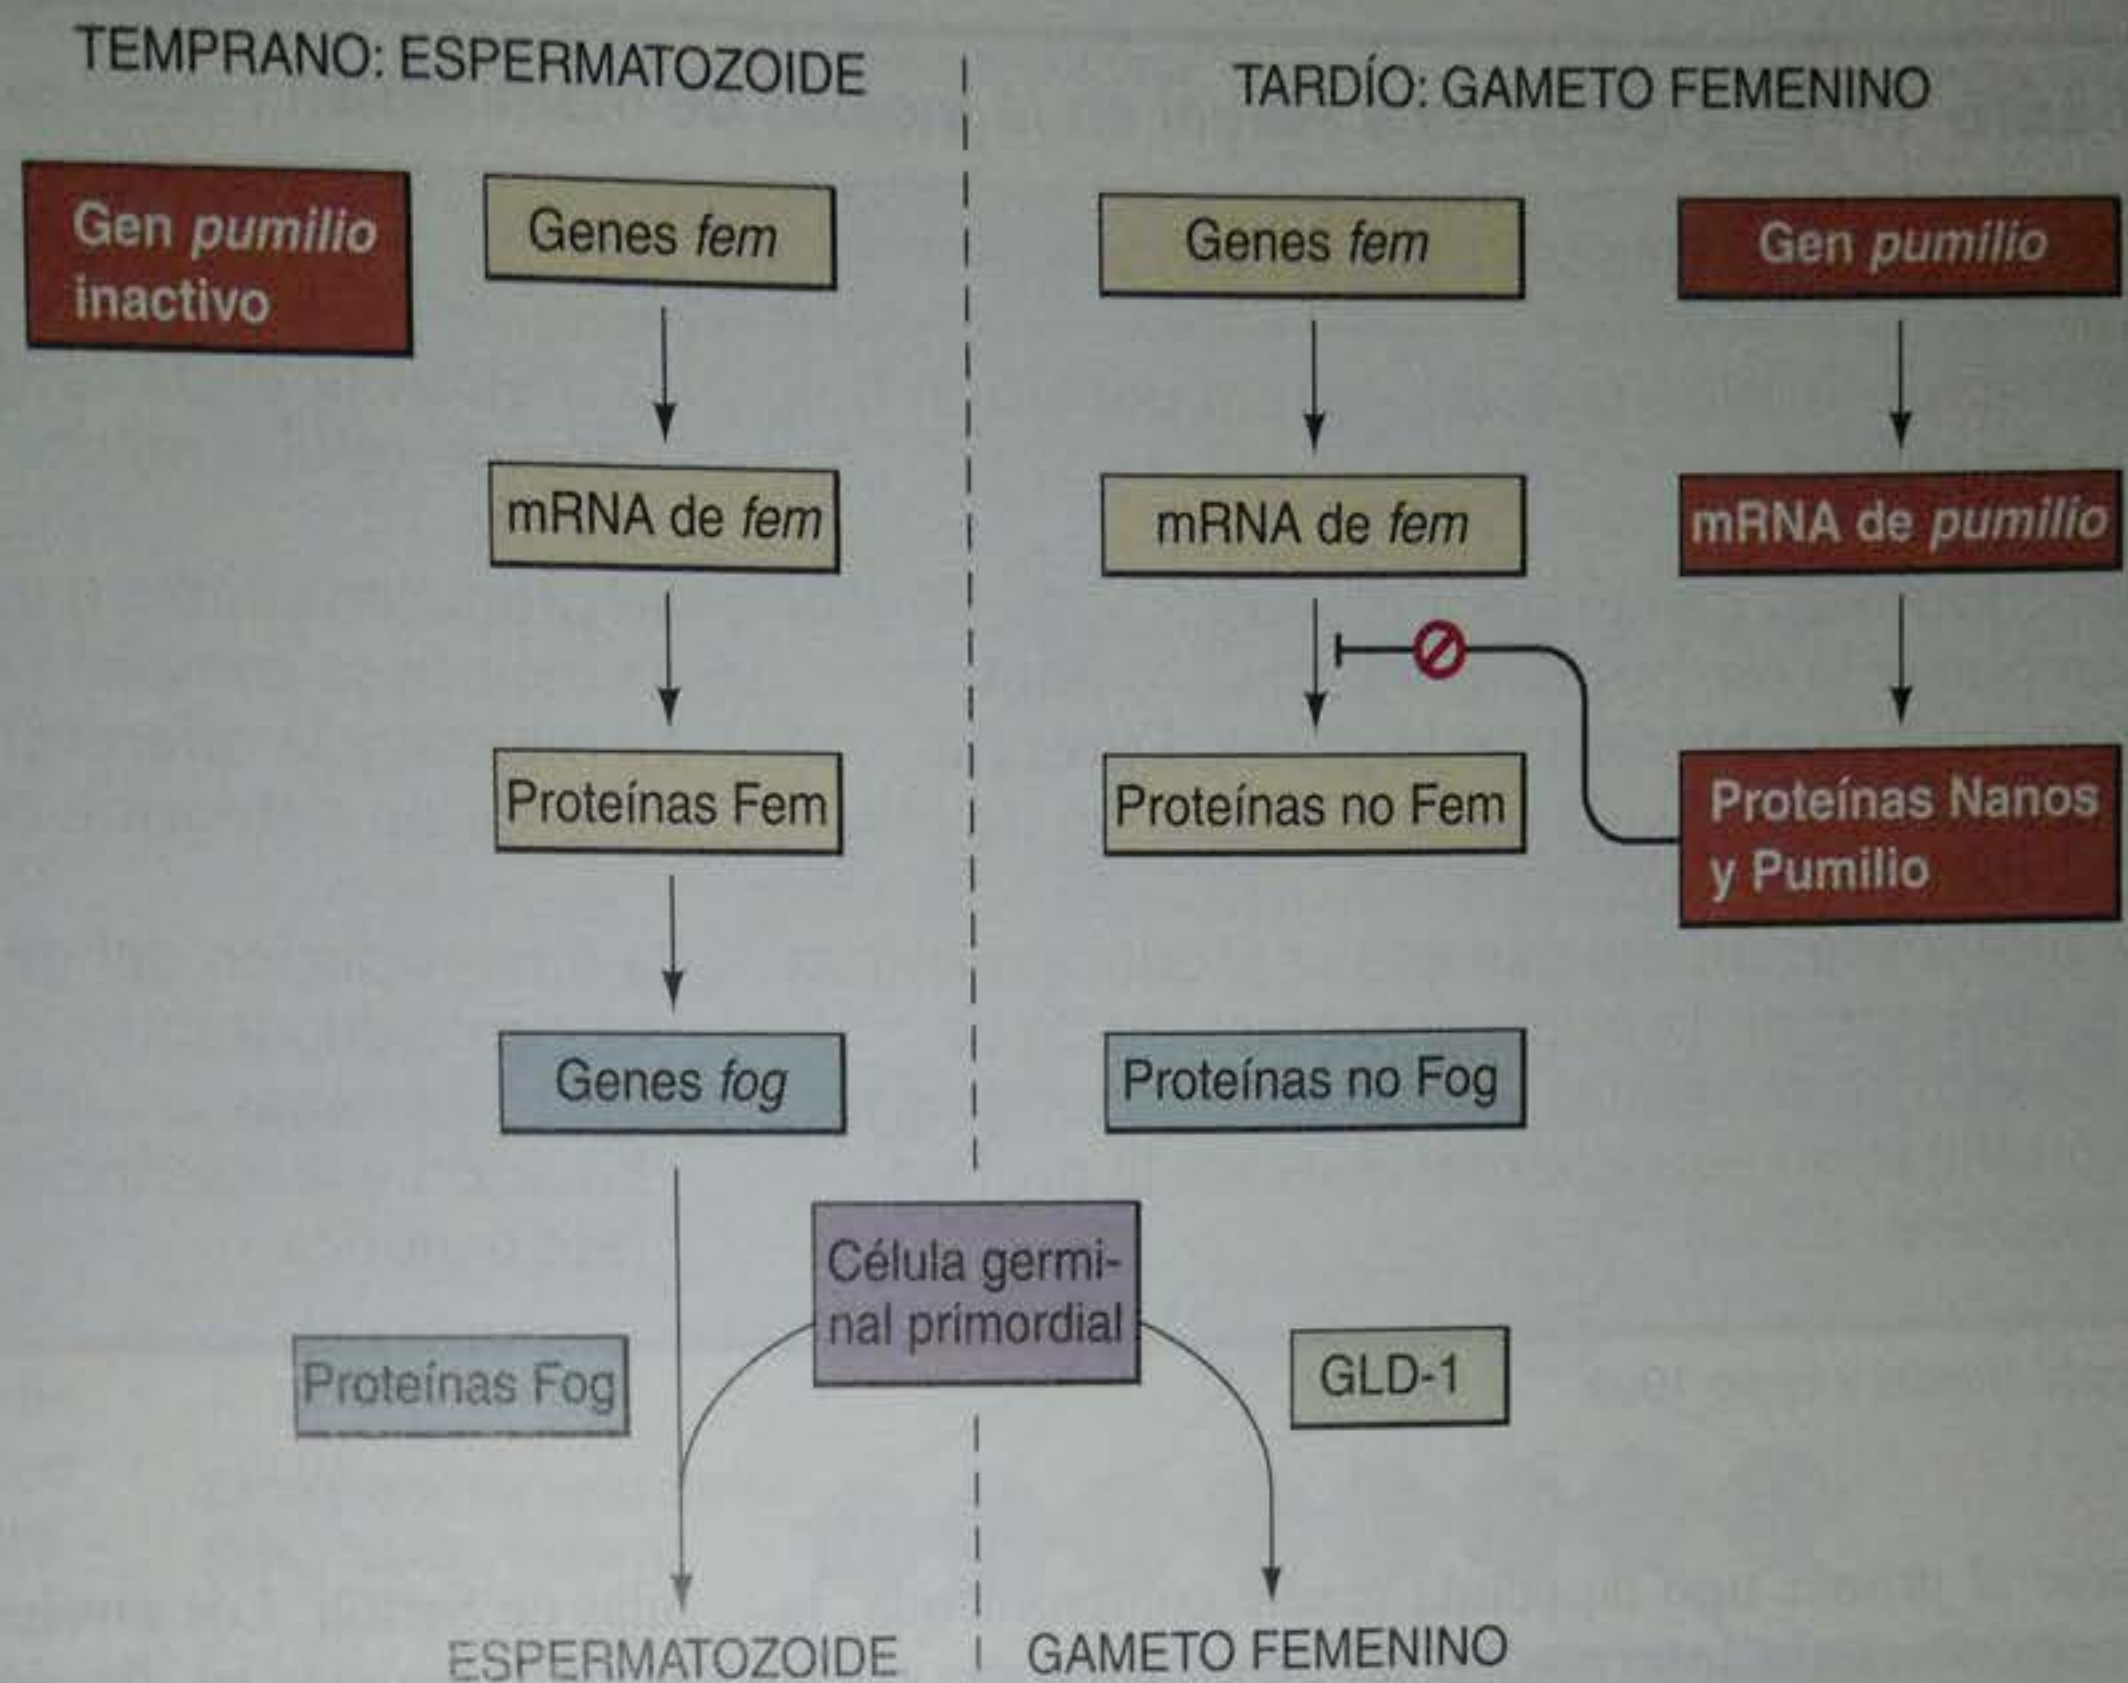 TEMPRANO: ESPERMATOZOIDE
Gen pumilio
inactivo
Genes fem
mRNA de fem
Proteínas Fem
Genes fog
Proteínas Fog
TARDÍO: GAMETO FEMENINO
Genes fem
Gen pumilio
mRNA de fem
mRNA de pumilio
Proteínas no Fem
Proteínas Nanos
y Pumilio
Proteínas no Fog
Célula germi-
nal primordial
GLD-1
ESPERMATOZOIDE
GAMETO FEMENINO